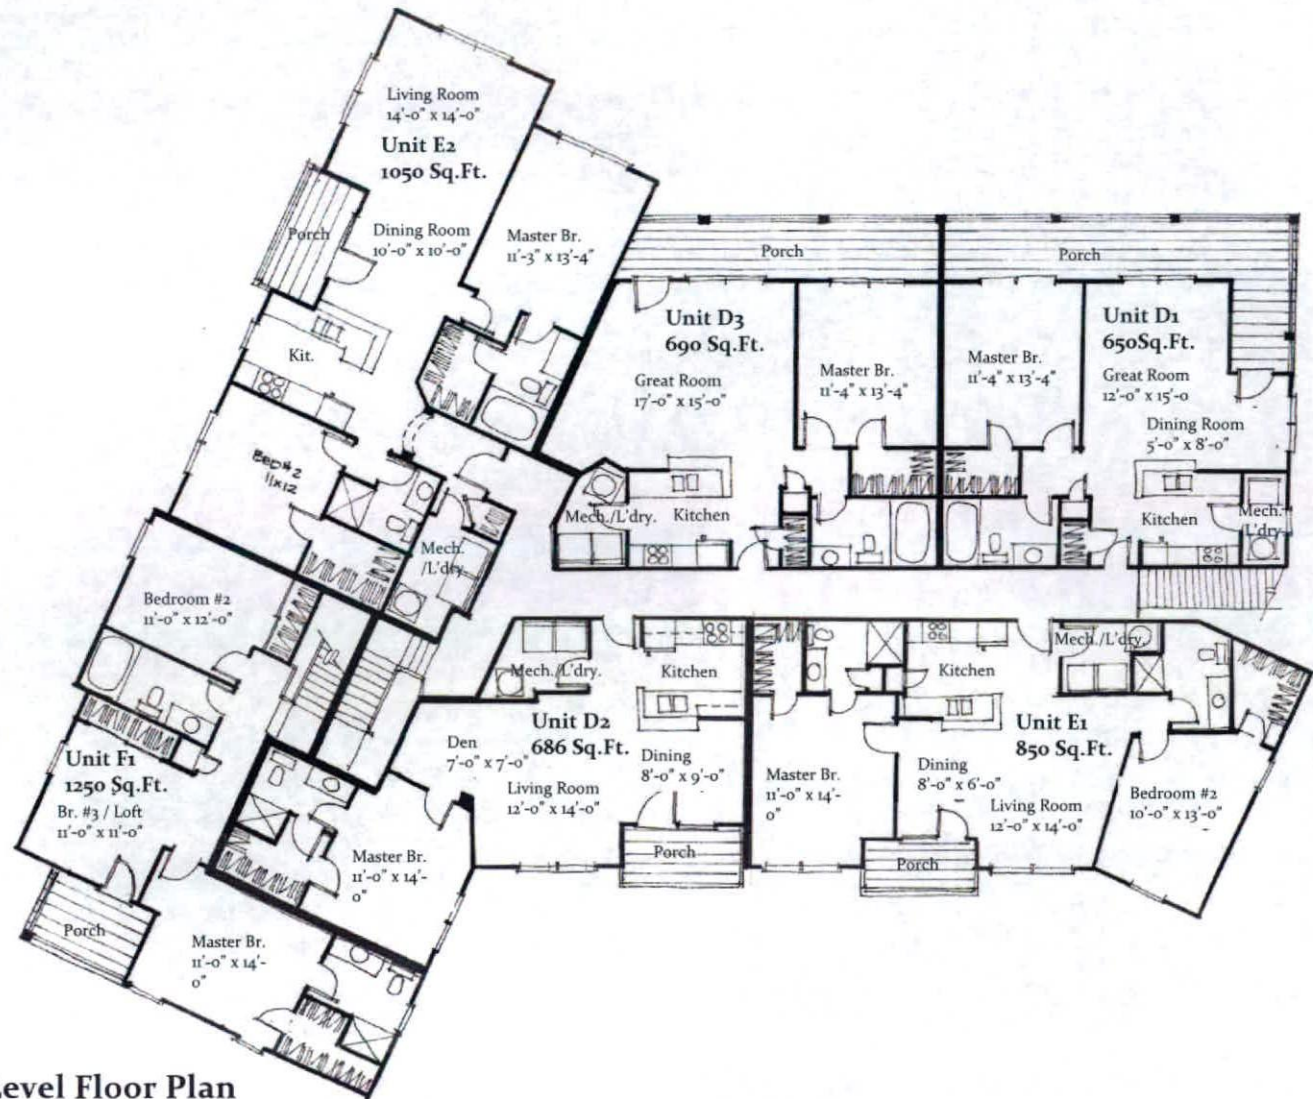 Living Room
14'-0" x 14'-0"
Unit E2
1050 Sq.Ft.
Porch
Dining Room
10'-0" x 10'-0"
Master Br.
11'-3" x 13'-4"
Kit.
BED#2
11x12
Mech.
/L'dry
Porch
Unit D3
690 Sq.Ft.
Great Room
17'-0" x 15'-0"
Master Br.
11'-4" x 13'-4"
Mech./L'dry.
Kitchen
Porch
Master Br.
11'-4" x 13'-4"
Unit D1
650Sq.Ft.
Great Room
12'-0" x 15'-0
Dining Room
5'-0" x 8'-0"
Kitchen
Mech.
/L'dry
Bedroom #2
11'-0" x 12'-0"
Unit F1
1250 Sq.Ft.
Br. #3 / Loft
11'-0" x 11'-0"
Porch
Master Br.
11'-0" x 14'-
0"
Mech./L'dry.
Kitchen
Den
7'-0" x 7'-0"
Unit D2
686 Sq.Ft.
Living Room
12'-0" x 14'-0"
Dining
8'-0" x 9'-0"
Master Br.
11'-0" x 14'-
0"
Porch
Kitchen
Mech./L'dry.
Unit E1
850 Sq.Ft.
Master Br.
11'-0" x 14'-
0"
Dining
8'-0" x 6'-0"
Living Room
12'-0" x 14'-0"
Bedroom #2
10'-0" x 13'-0"
Porch
Level Floor Plan